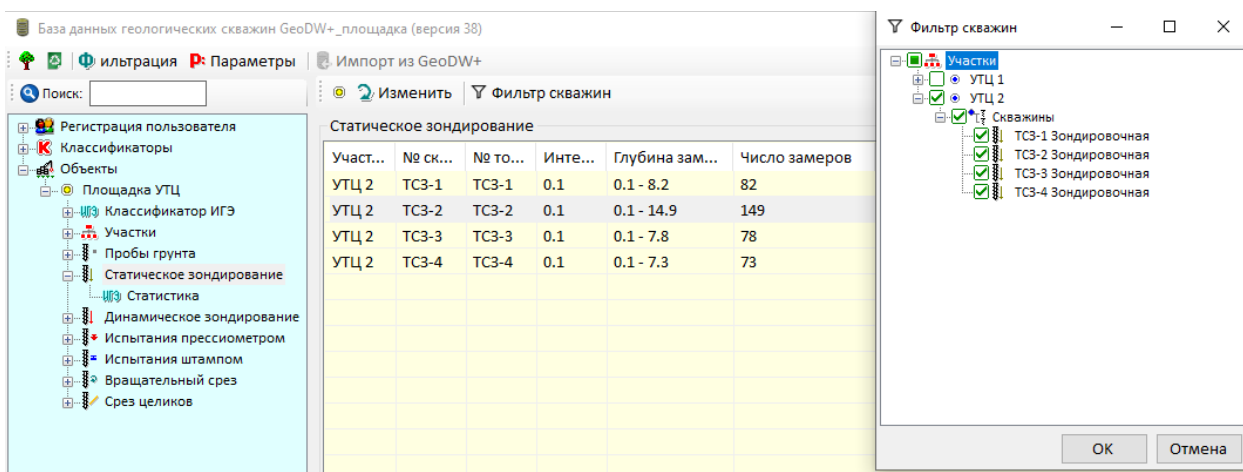 База данных геологических скважин GeoDW+_площадка (версия 38)
Фильтрация Р: Параметры Импорт из GeoDW+
Поиск: Изменить Фильтр скважин
Регистрация пользователя
Классификаторы
Объекты
Площадка УТЦ
ИГЭ Классификатор ИГЭ
Участки
Пробы грунта
Статическое зондирование
ИГЭ Статистика
Динамическое зондирование
Испытания прессиометром
Испытания штампом
Вращательный срез
Срез целиков
Статическое зондирование
Участ... № ск... № то... Инте... Глубина зам... Число замеров
УТЦ 2 ТСЗ-1 ТСЗ-1 0.1 0.1 - 8.2 82
УТЦ 2 ТСЗ-2 ТСЗ-2 0.1 0.1 - 14.9 149
УТЦ 2 ТСЗ-3 ТСЗ-3 0.1 0.1 - 7.8 78
УТЦ 2 ТСЗ-4 ТСЗ-4 0.1 0.1 - 7.3 73
Фильтр скважин
Участки
УТЦ 1
УТЦ 2
Скважины
ТСЗ-1 Зондировочная
ТСЗ-2 Зондировочная
ТСЗ-3 Зондировочная
ТСЗ-4 Зондировочная
ОК Отмена